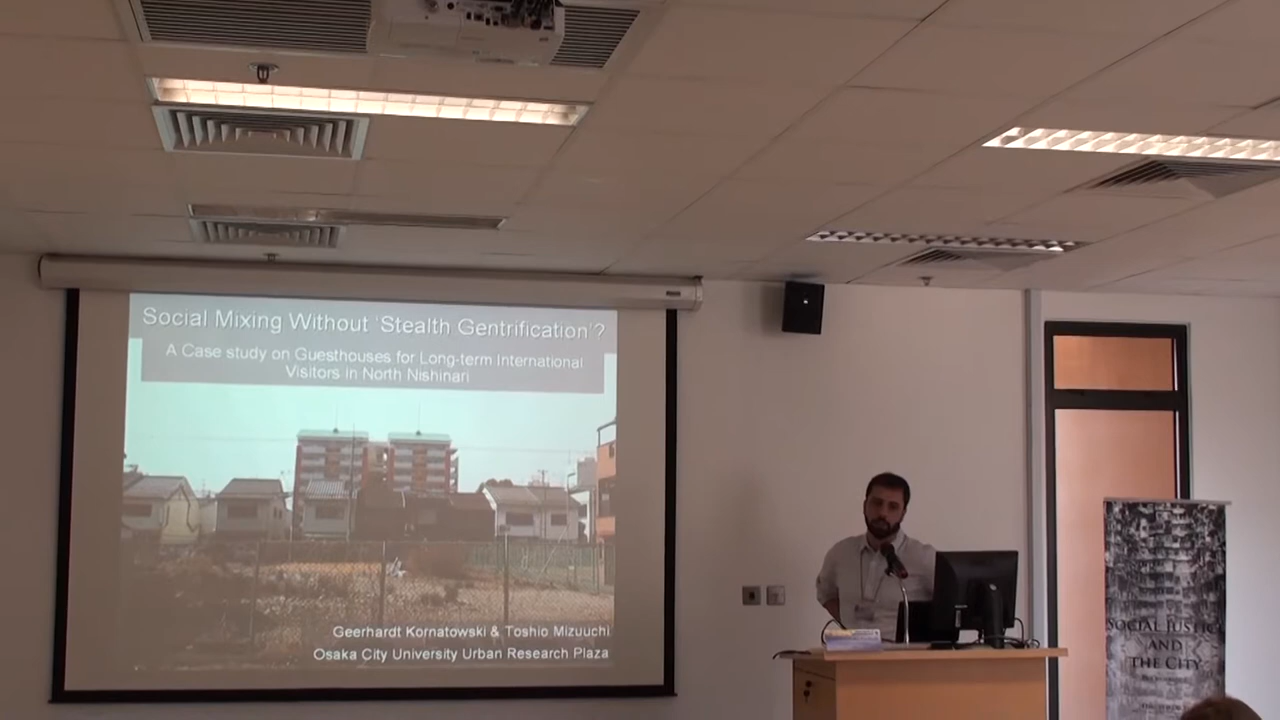 Social Mixing Without 'Stealth Gentrification'?
A Case study on Guesthouses for Long-term International
Visitors in North Nishinari
Geerhardt Kornatowski & Toshio Mizuuchi
Osaka City University Urban Research Plaza
SOCIAL JUSTICE
AND
THE CITY